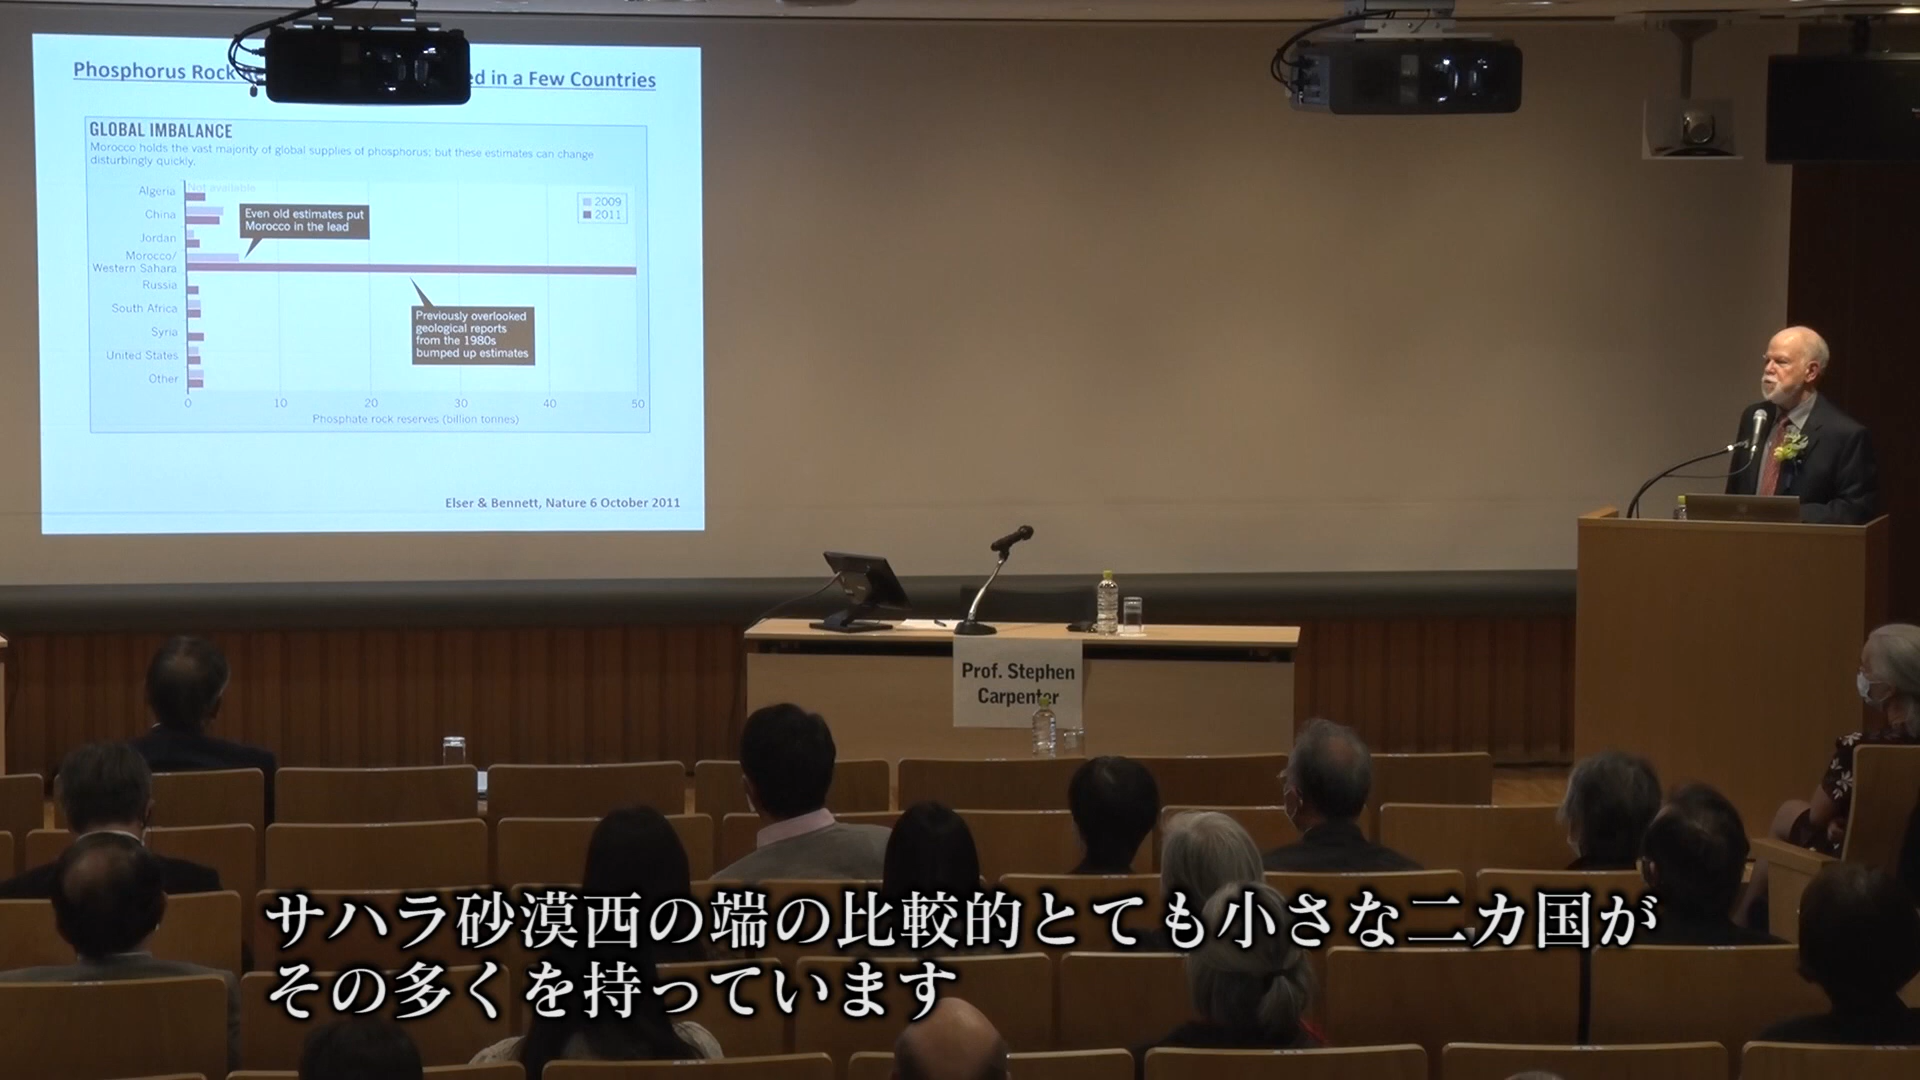 Phosphorus Rock ed in a Few Countries
GLOBAL IMBALANCE
Morocco holds the vast majority of global supplies of phosphorus; but these estimates can change
disturbingly quickly.
Algeria
Not available
China
Jordan
Morocco/
Western Sahara
Russia
South Africa
Syria
United States
Other
2009
2011
Even old estimates put
Morocco in the lead
Previously overlooked
geological reports
from the 1980s
bumped up estimates
0 10 20 30 40 50
Phosphate rock reserves (billion tonnes)
Elser & Bennett, Nature 6 October 2011
Prof. Stephen
Carpenter
サハラ砂漠西の端の比較的とても小さな二カ国が
その多くを持っています